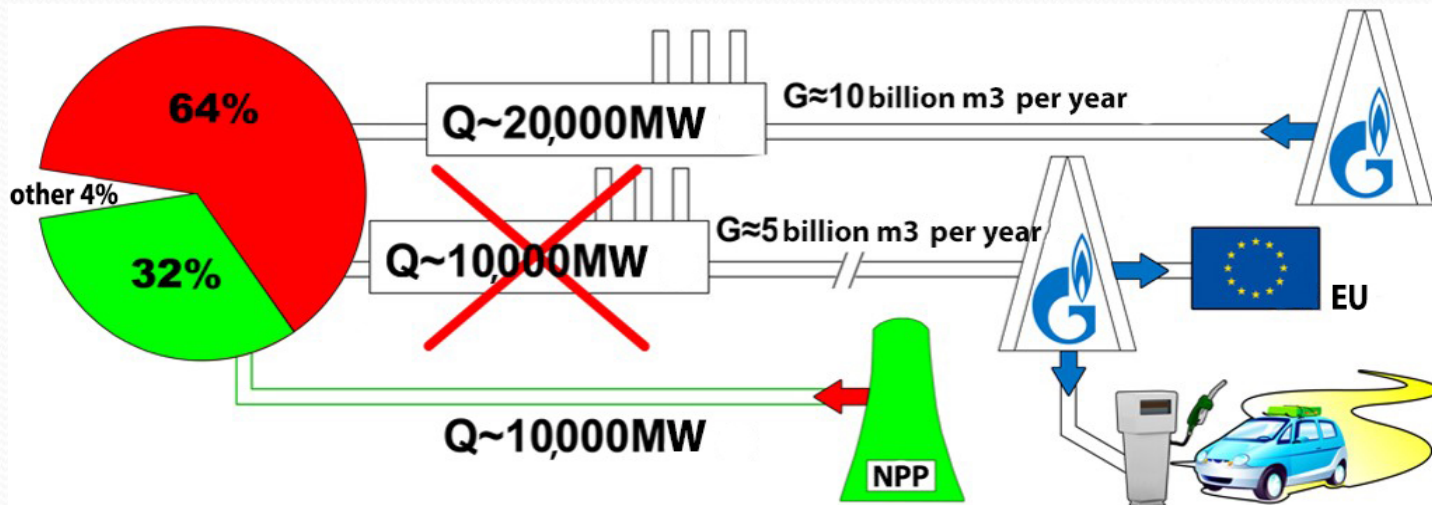 64%
other 4%
32%
Q~20,000MW
G≈10 billion m3 per year
Q~10,000MW
G≈5 billion m3 per year
EU
Q~10,000MW
NPP